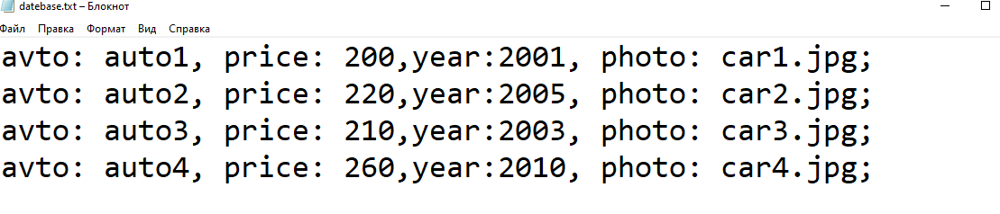 datebase.txt – Блокнот
Файл Правка Формат Вид Справка
avto: auto1, price: 200,year:2001, photo: car1.jpg;
avto: auto2, price: 220,year:2005, photo: car2.jpg;
avto: auto3, price: 210,year:2003, photo: car3.jpg;
avto: auto4, price: 260,year:2010, photo: car4.jpg;